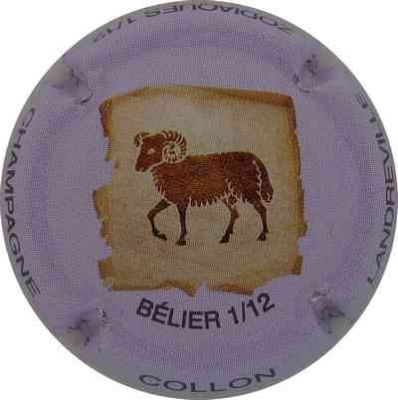 ZODIAQUES 1/12
CHAMPAGNE
LANDREVILLE
BÉLIER 1/12
COLLON